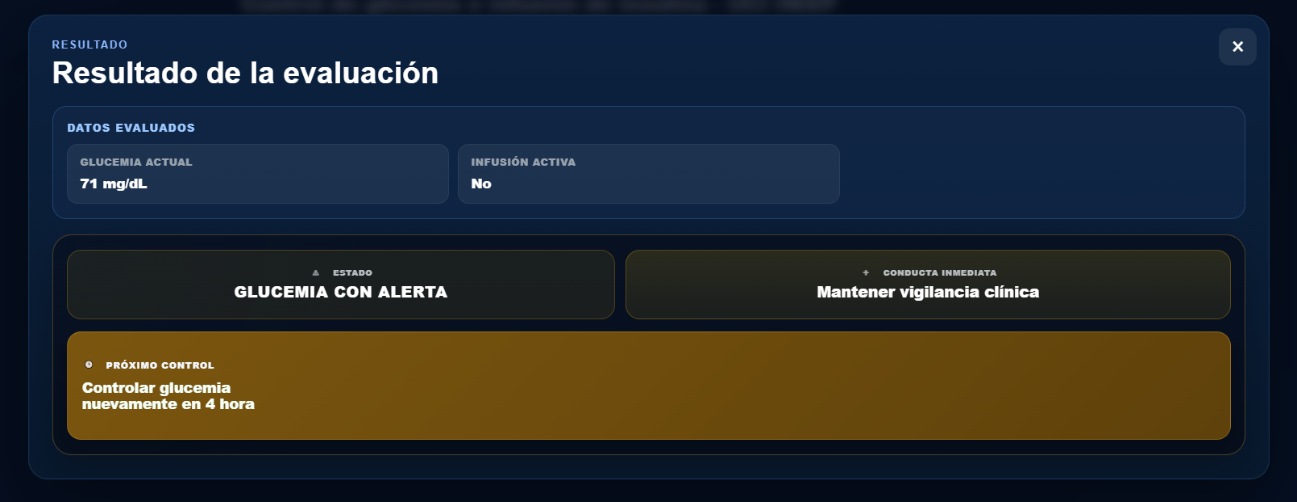 RESULTADO
Resultado de la evaluación
×
DATOS EVALUADOS
GLUCEMIA ACTUAL
71 mg/dL
INFUSIÓN ACTIVA
No
ESTADO
GLUCEMIA CON ALERTA
+ CONDUCTA INMEDIATA
Mantener vigilancia clínica
PRÓXIMO CONTROL
Controlar glucemia
nuevamente en 4 hora